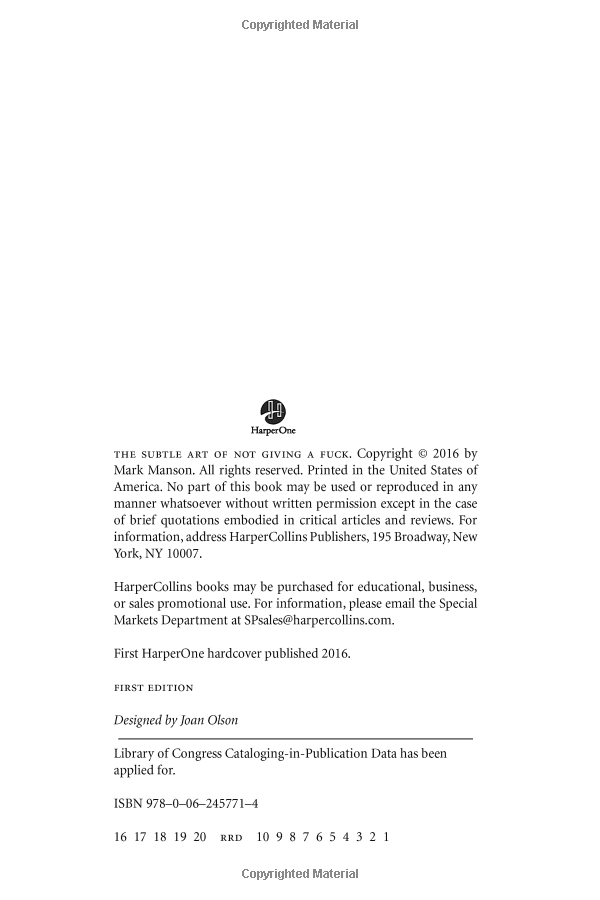 Copyrighted Material
HarperOne
THE SUBTLE ART OF NOT GIVING A FUCK. Copyright © 2016 by
Mark Manson. All rights reserved. Printed in the United States of
America. No part of this book may be used or reproduced in any
manner whatsoever without written permission except in the case
of brief quotations embodied in critical articles and reviews. For
information, address HarperCollins Publishers, 195 Broadway, New
York, NY 10007.
HarperCollins books may be purchased for educational, business,
or sales promotional use. For information, please email the Special
Markets Department at SPsales@harpercollins.com.
First HarperOne hardcover published 2016.
FIRST EDITION
Designed by Joan Olson
Library of Congress Cataloging-in-Publication Data has been
applied for.
ISBN 978–0–06–245771–4
16 17 18 19 20 RRD 10 9 8 7 6 5 4 3 2 1
Copyrighted Material